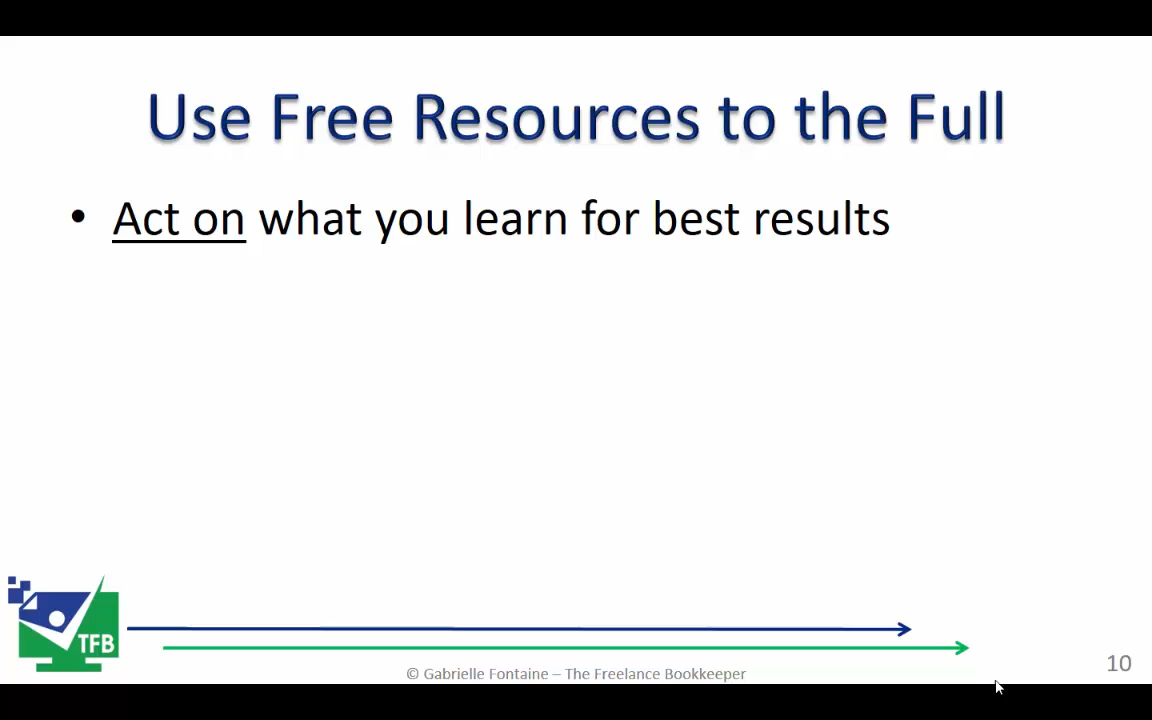 Use Free Resources to the Full
• Act on what you learn for best results
TFB
© Gabrielle Fontaine – The Freelance Bookkeeper
10